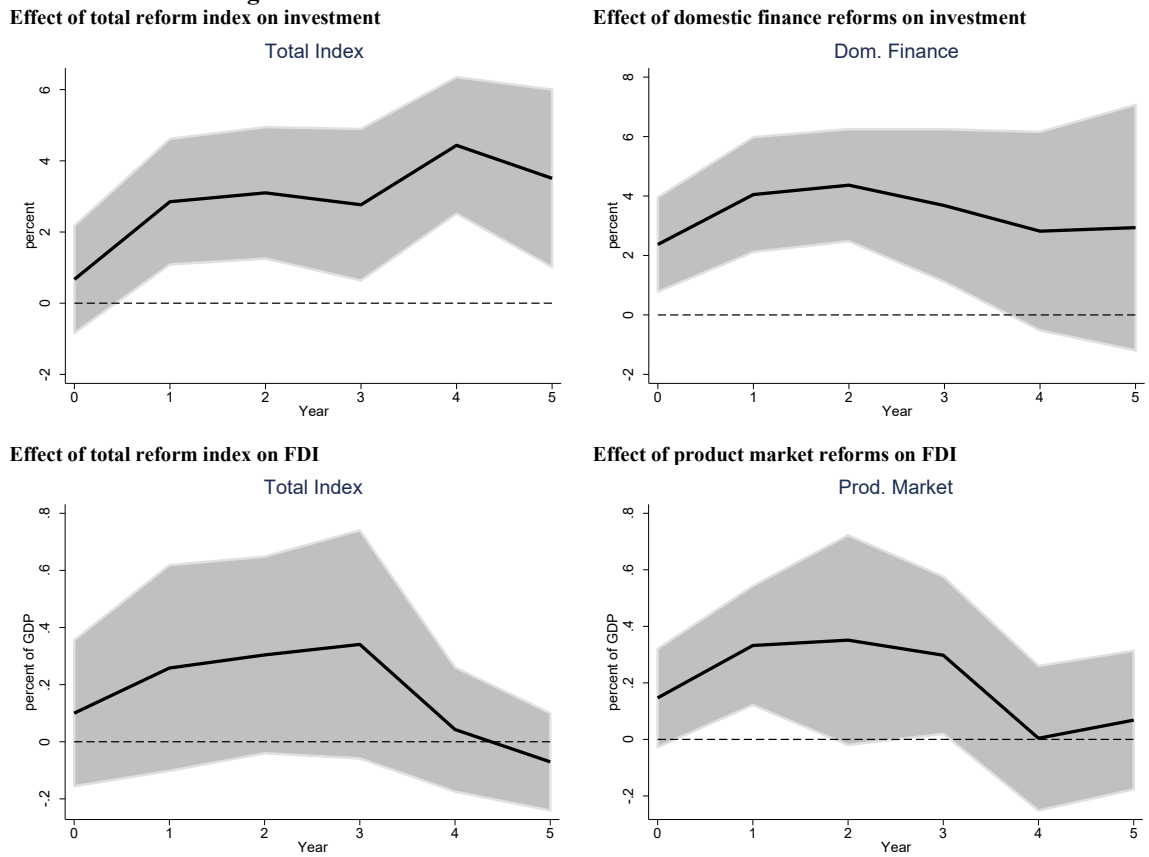 Effect of total reform index on investment
Total Index
percent
6
4
2
0
-2
0 1 2 3 4 5
Year
Effect of domestic finance reforms on investment
Dom. Finance
8
6
4
2
0
-2
0 1 2 3 4 5
Year
Effect of total reform index on FDI
Total Index
percent of GDP
.8
.6
.4
.2
0
-.2
0 1 2 3 4 5
Year
Effect of product market reforms on FDI
Prod. Market
percent of GDP
.8
.6
.4
.2
0
-.2
0 1 2 3 4 5
Year
percent